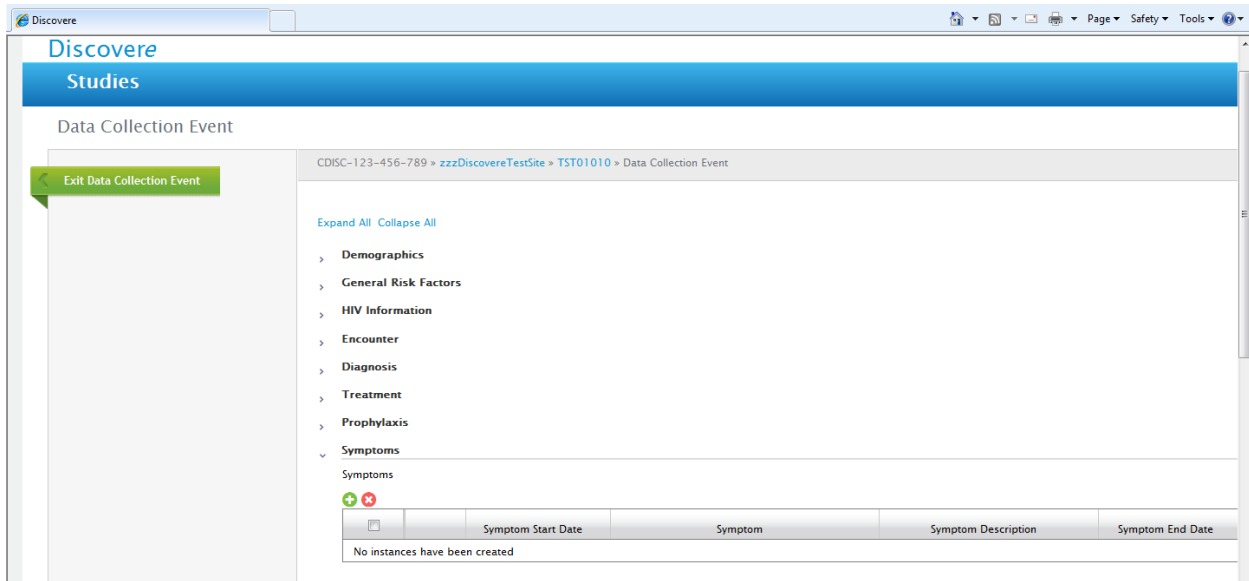 Discovere
Page Safety Tools
Discovere
Studies
Data Collection Event
Exit Data Collection Event
CDISC-123-456-789 » zzzDiscovereTestSite » TST01010 » Data Collection Event
Expand All Collapse All
Demographics
General Risk Factors
HIV Information
Encounter
Diagnosis
Treatment
Prophylaxis
Symptoms
Symptoms
Symptom Start Date Symptom Symptom Description Symptom End Date
No instances have been created